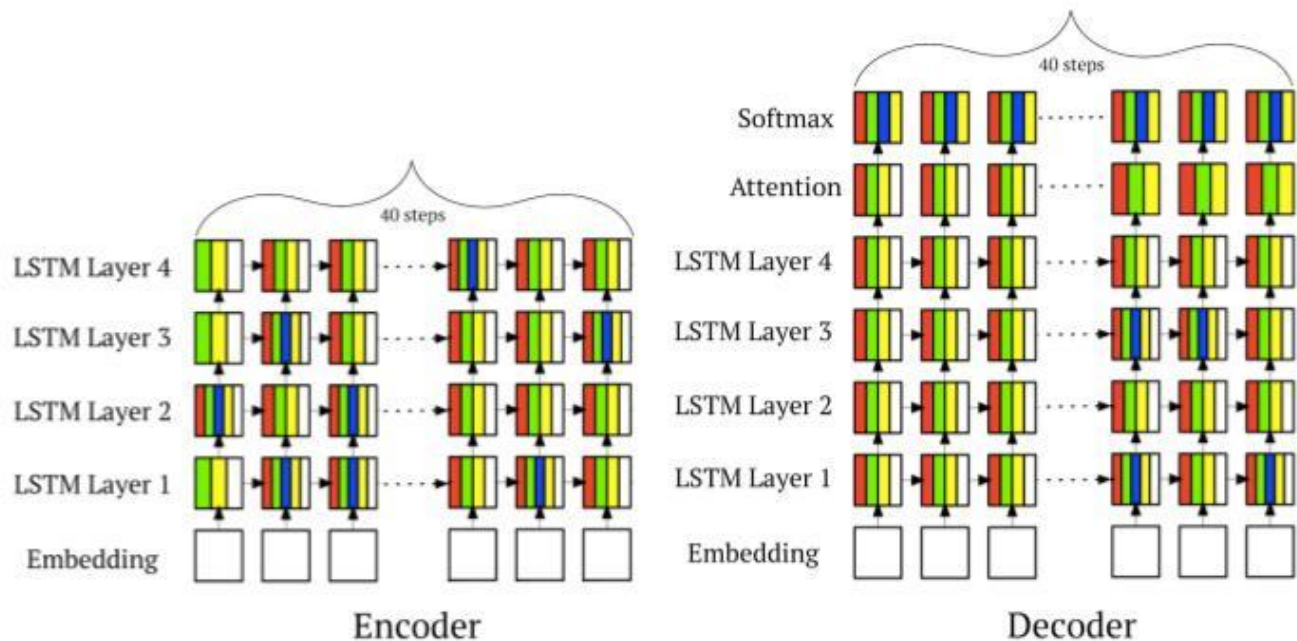 40 steps
LSTM Layer 4
LSTM Layer 3
LSTM Layer 2
LSTM Layer 1
Embedding
Encoder
40 steps
Softmax
Attention
LSTM Layer 4
LSTM Layer 3
LSTM Layer 2
LSTM Layer 1
Embedding
Decoder